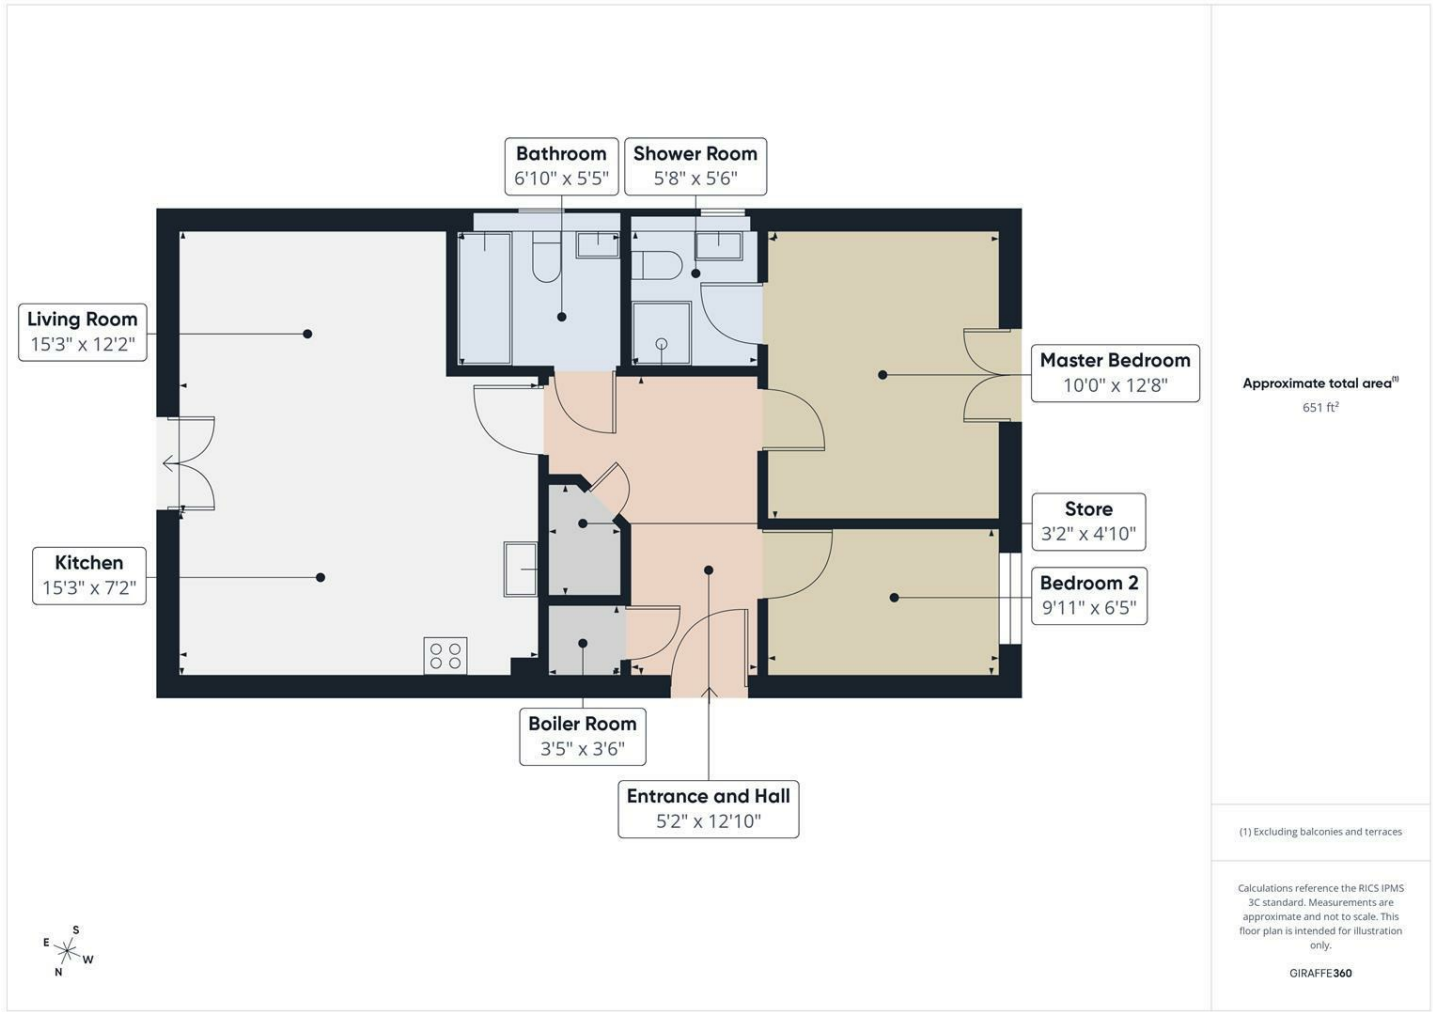 Bathroom
6'10" x 5'5"
Shower Room
5'8" x 5'6"
Living Room
15'3" x 12'2"
Master Bedroom
10'0" x 12'8"
Approximate total area(1)
651 ft²
Store
3'2" x 4'10"
Kitchen
15'3" x 7'2"
Bedroom 2
9'11" x 6'5"
Boiler Room
3'5" x 3'6"
Entrance and Hall
5'2" x 12'10"
(1) Excluding balconies and terraces
Calculations reference the RICS IPMS
3C standard. Measurements are
approximate and not to scale. This
floor plan is intended for illustration
only.
GIRAFFE360
S
E
W
N